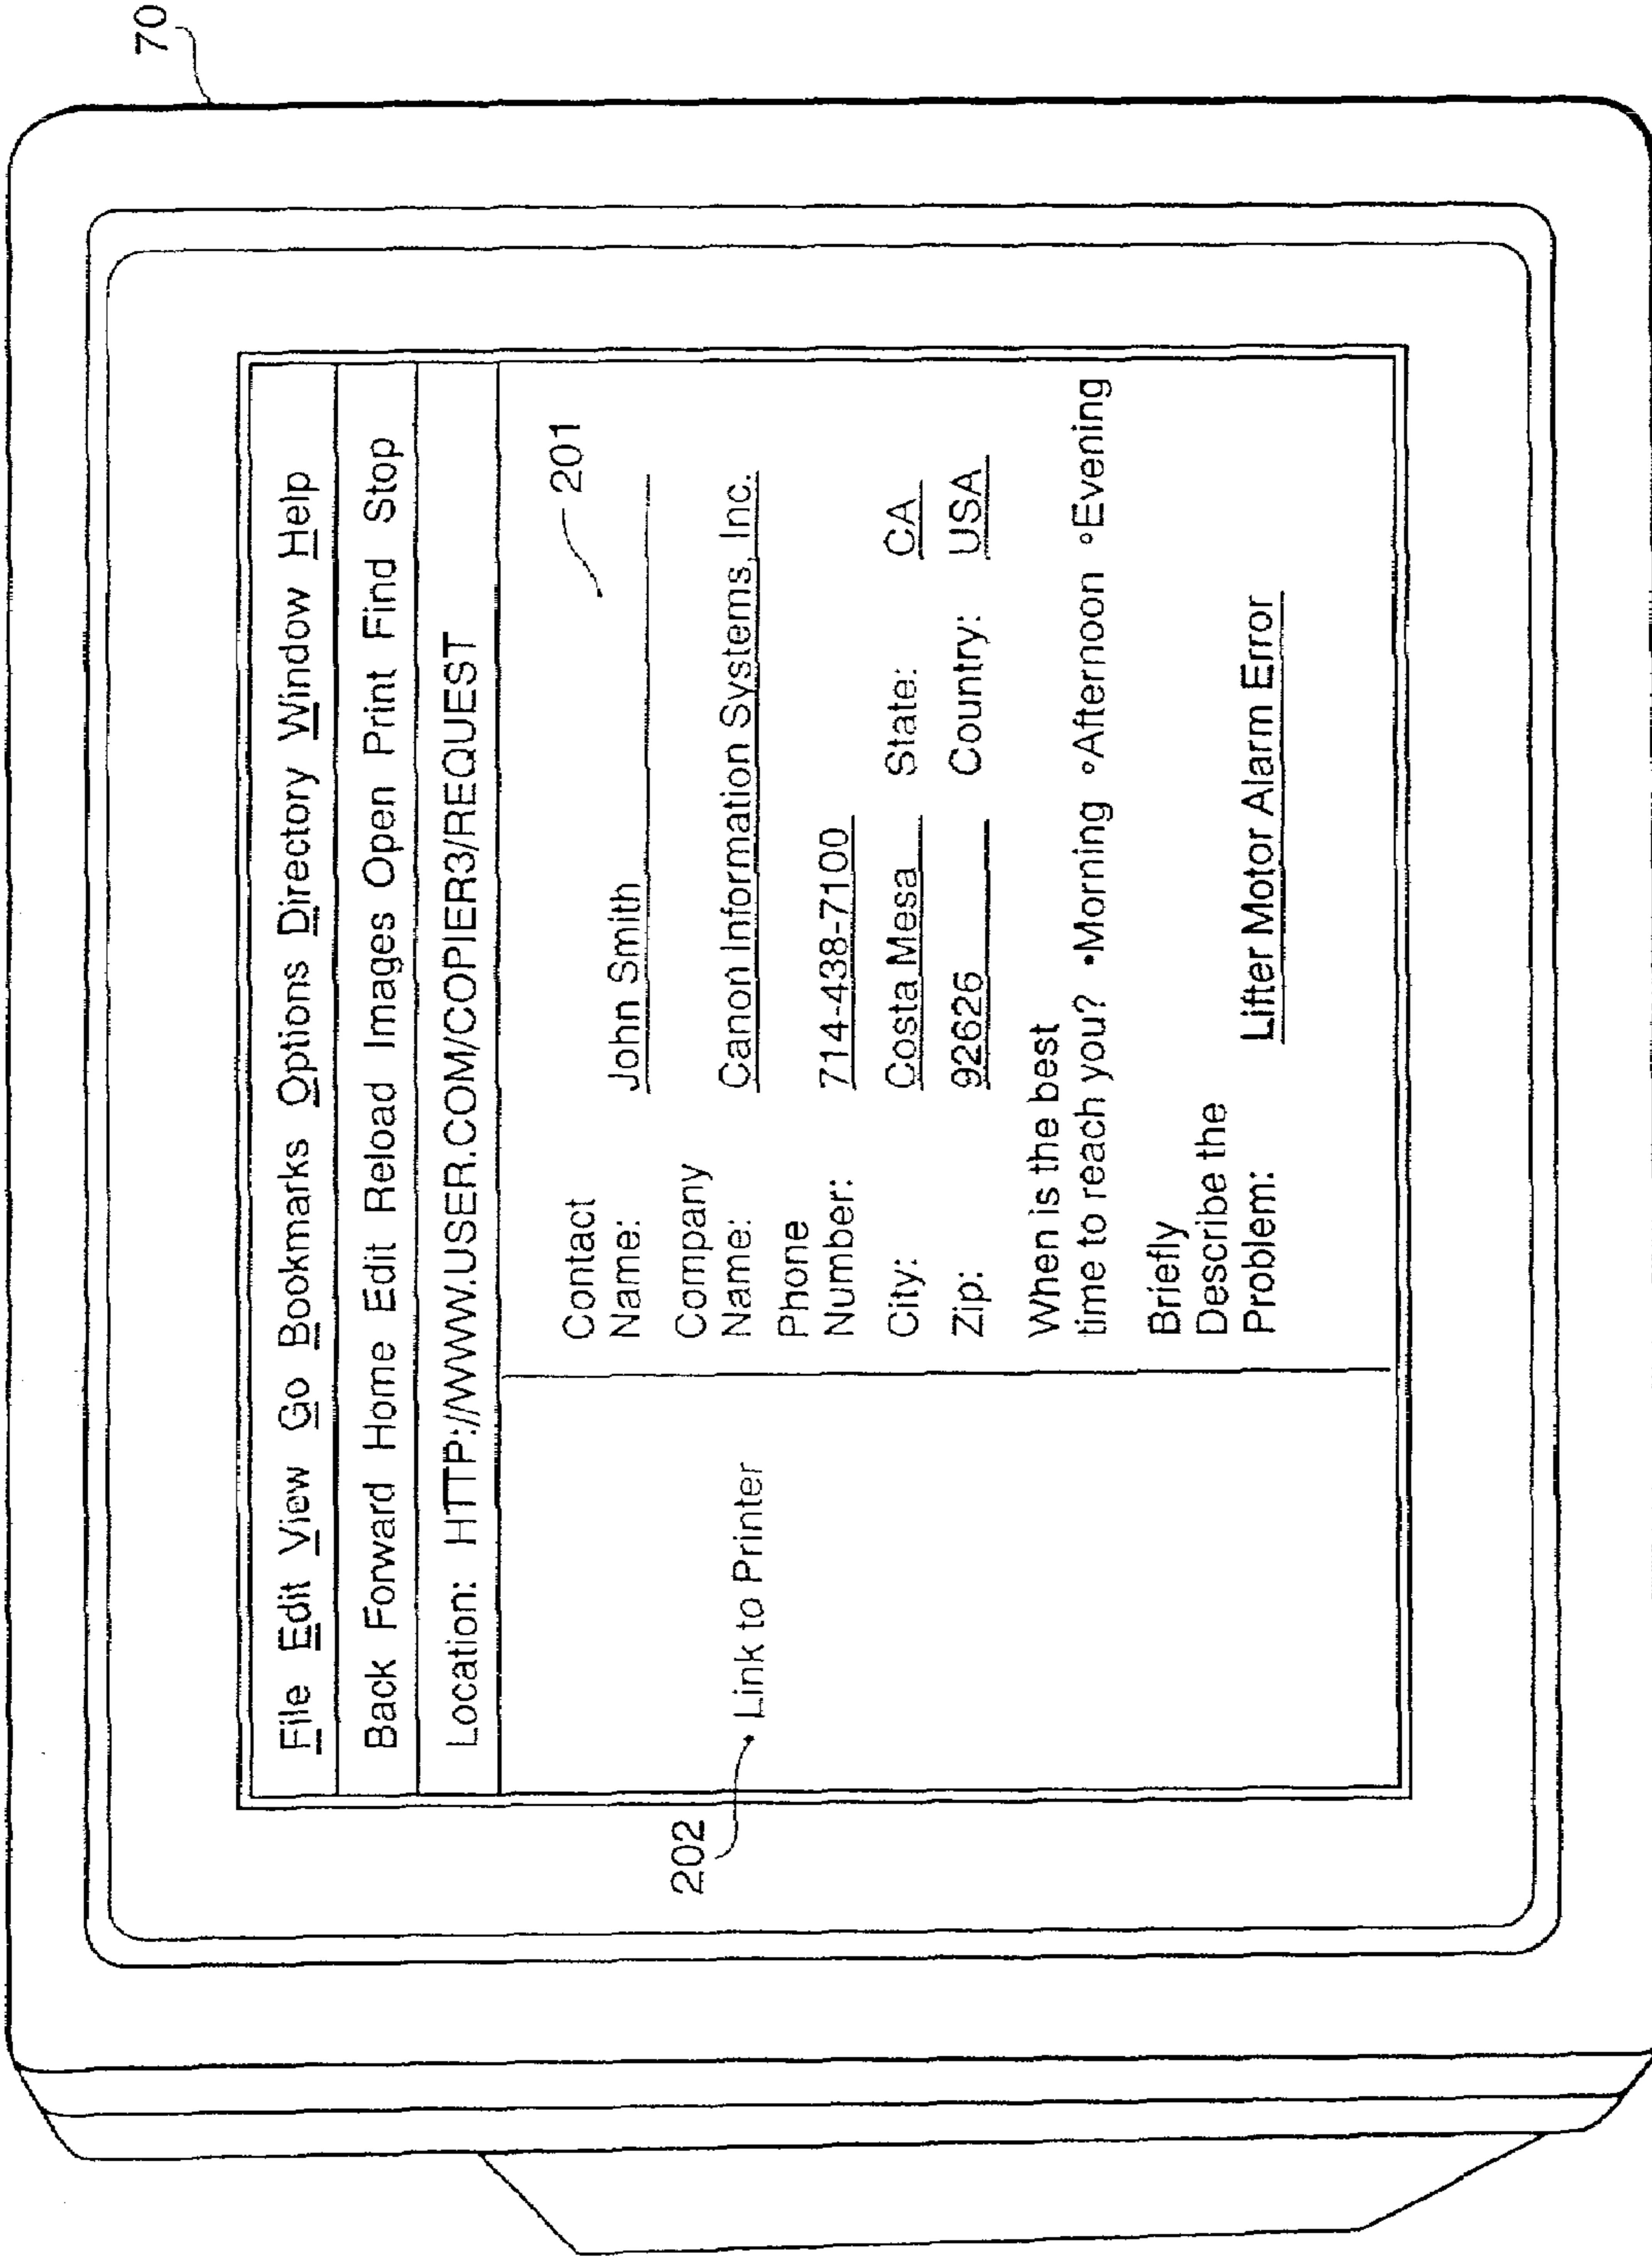 70
File Edit View Go Bookmarks Options Directory Window Help
Back Forward Home Edit Reload Images Open Print Find Stop
Location: HTTP://WWW.USER.COM/COPIER3/REQUEST
201
202
• Link to Printer
Contact
Name: John Smith
Company
Name: Canon Information Systems, Inc.
Phone
Number: 714-438-7100
City: Costa Mesa State: CA
Zip: 92626 Country: USA
When is the best
time to reach you? •Morning ∘Afternoon ∘Evening
Briefly
Describe the
Problem: Lifter Motor Alarm Error